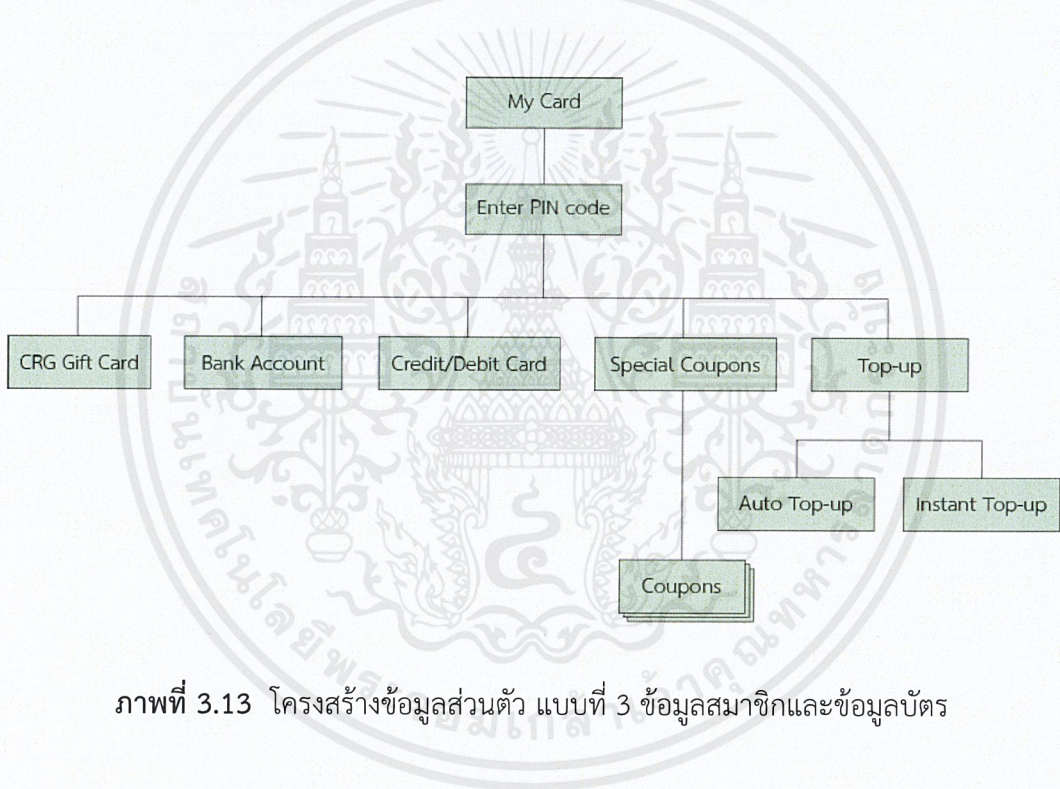 My Card
Enter PIN code
CRG Gift Card
Bank Account
Credit/Debit Card
Special Coupons
Top-up
Auto Top-up
Instant Top-up
Coupons
ภาพที่ 3.13 โครงสร้างข้อมูลส่วนตัว แบบที่ 3 ข้อมูลสมาชิกและข้อมูลบัตร